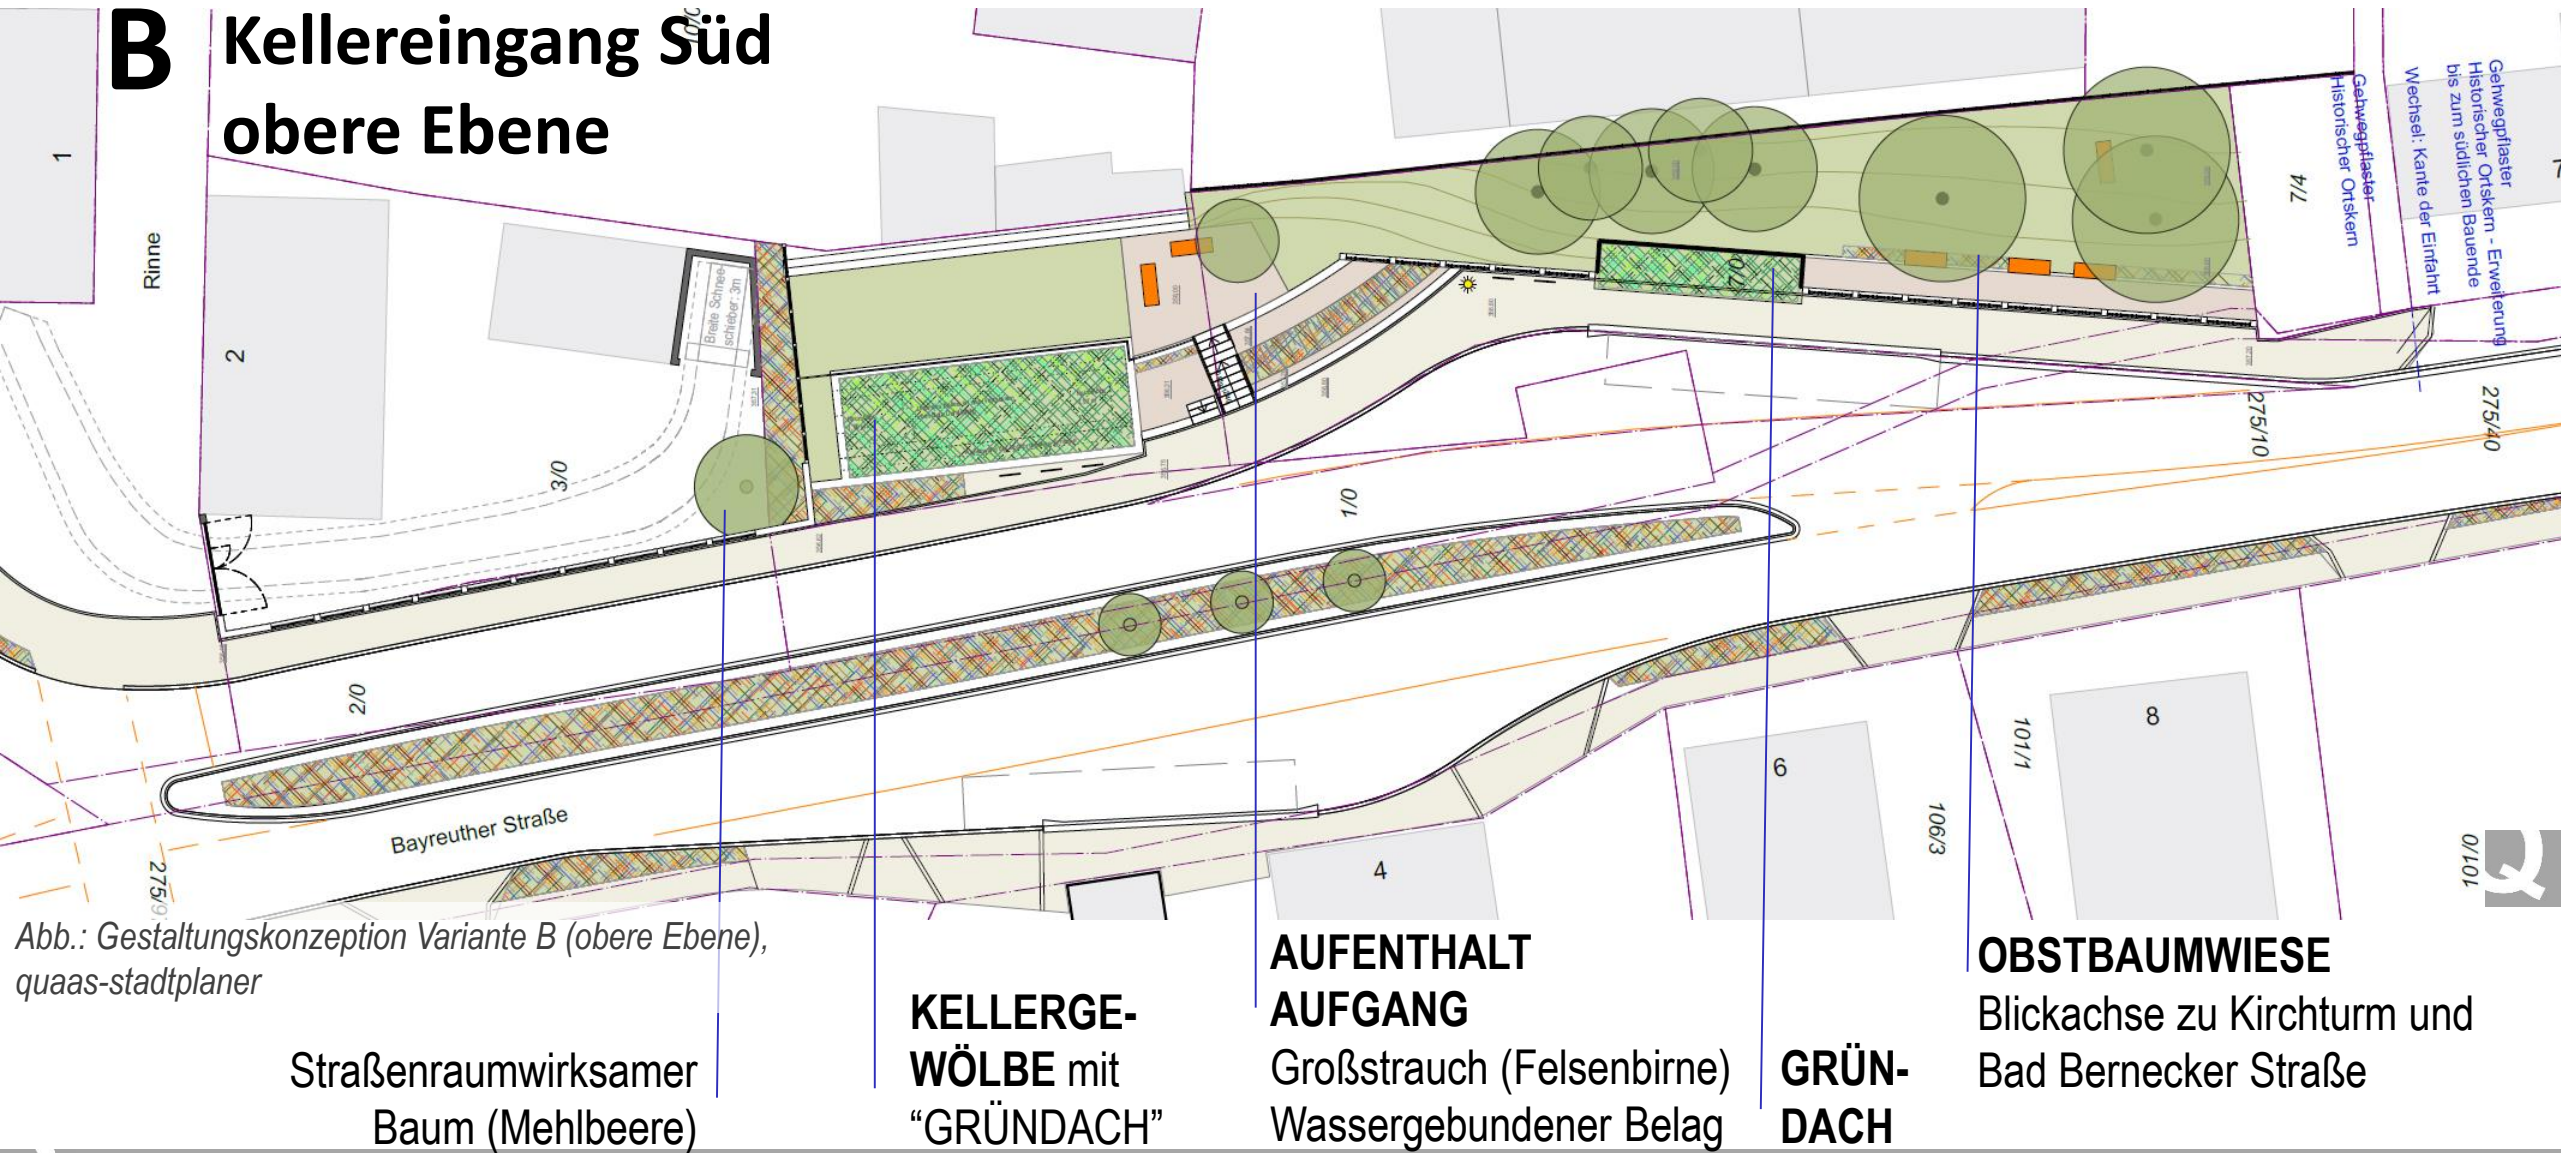 B
Kellereingang Süd
obere Ebene
1
Rinne
2
3/0
Breite Schnee-
schieber: 3m
2/0
1/0
7/0
7/4
Gehwegpflaster
Historischer Ortskern
Wechsel: Kante der Einfahrt
Gehwegpflaster
Historischer Ortskern - Erweiterung
bis zum südlichen Bauende
275/10
275/40
Bayreuther Straße
275/9
4
6
8
106/3
101/1
101/0
Q
Abb.: Gestaltungskonzeption Variante B (obere Ebene),
quaas-stadtplaner
Straßenraumwirksamer
Baum (Mehlbeere)
KELLERGE-
WÖLBE mit
“GRÜNDACH”
AUFENTHALT
AUFGANG
Großstrauch (Felsenbirne)
Wassergebundener Belag
GRÜN-
DACH
OBSTBAUMWIESE
Blickachse zu Kirchturm und
Bad Bernecker Straße